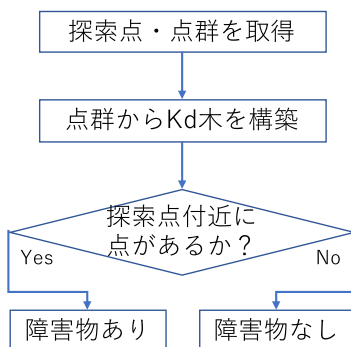 探索点・点群を取得
点群からKd木を構築
探索点付近に
点があるか？
Yes
No
障害物あり
障害物なし